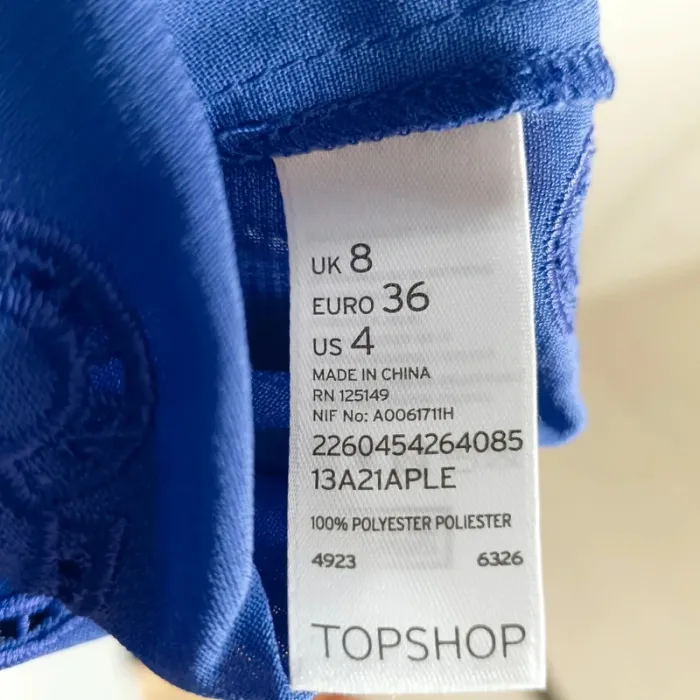 UK 8
EURO 36
US 4
MADE IN CHINA
RN 125149
NIF No: A0061711H
2260454264085
13A21APLE
100% POLYESTER POLIESTER
4923 6326
TOPSHOP